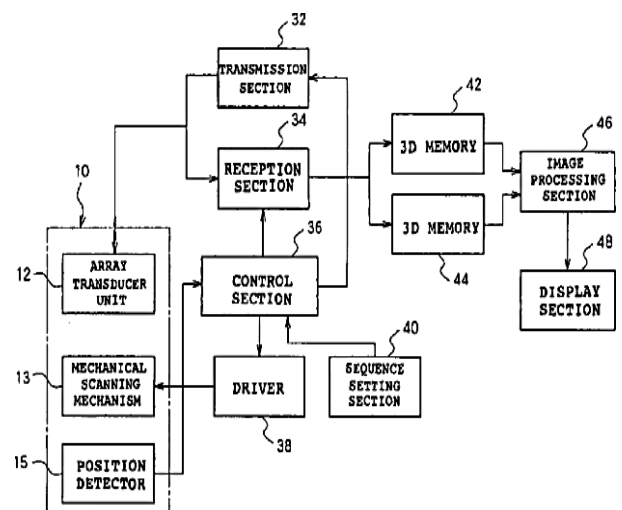 32
TRANSMISSION
SECTION
34
42
RECEPTION
SECTION
3D MEMORY
46
IMAGE
PROCESSING
SECTION
10
36
3D MEMORY
44
48
12
ARRAY
TRANSDUCER
UNIT
CONTROL
SECTION
DISPLAY
SECTION
40
13
MECHANICAL
SCANNING
MECHANISM
DRIVER
SEQUENCE
SETTING
SECTION
38
15
POSITION
DETECTOR